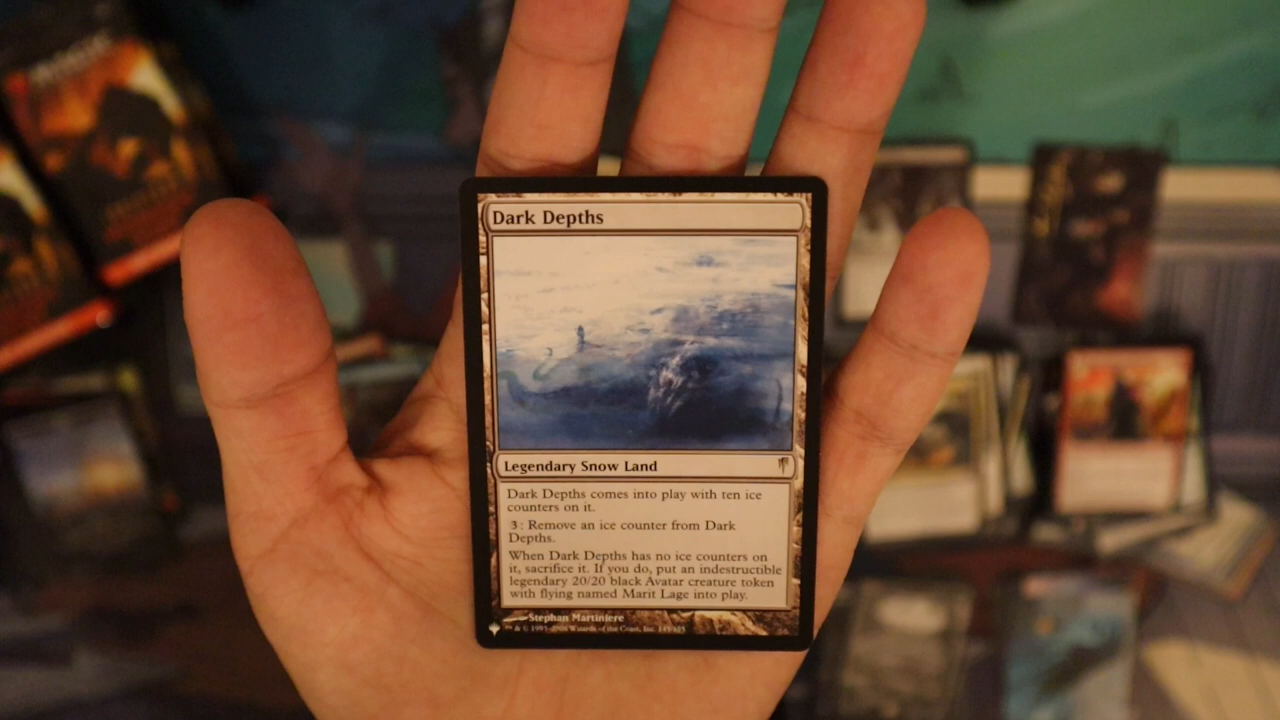 Dark Depths
Legendary Snow Land
Dark Depths comes into play with ten ice
counters on it.
3: Remove an ice counter from Dark
Depths.
When Dark Depths has no ice counters on
it, sacrifice it. If you do, put an indestructible
legendary 20/20 black Avatar creature token
with flying named Marit Lage into play.
Stephan Martiniere